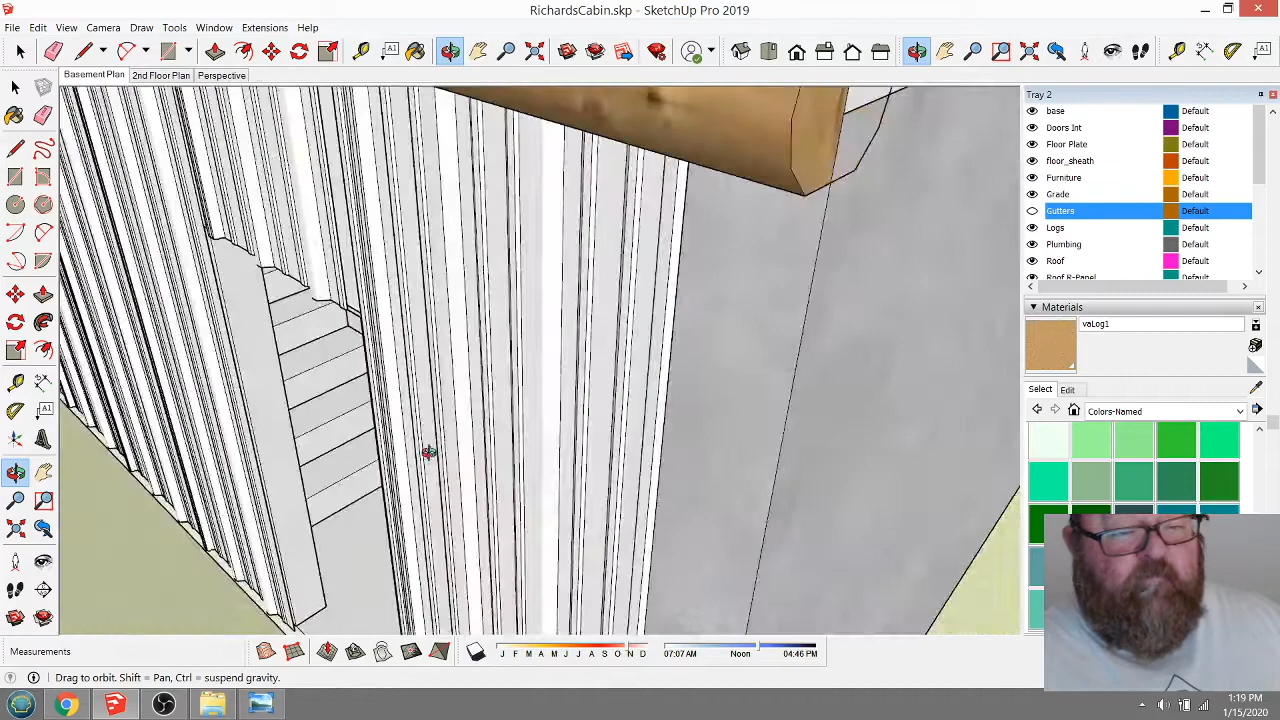 RichardsCabin.skp - SketchUp Pro 2019
File Edit View Camera Draw Tools Window Extensions Help
Basement Plan 2nd Floor Plan Perspective
Tray 2
base Default
Doors Int Default
Floor Plate Default
floor_sheath Default
Furniture Default
Grade Default
Gutters Default
Logs Default
Plumbing Default
Roof Default
Roof R-Panel Default
Materials
vaLog1
Select Edit
Colors-Named
Measurements
J F M A M J J A S O N D
07:07 AM Noon 04:46 PM
Drag to orbit. Shift = Pan, Ctrl = suspend gravity.
1:19 PM
1/15/2020